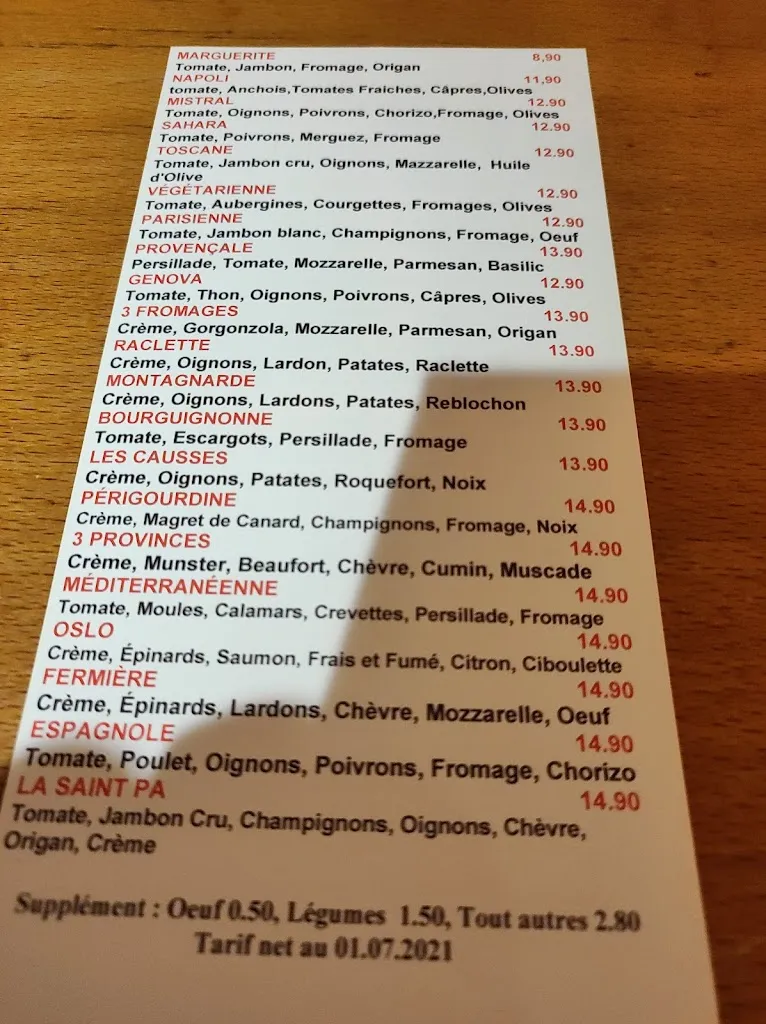 MARGUERITE 8,90
Tomate, Jambon, Fromage, Origan
NAPOLI 11,90
tomate, Anchois,Tomates Fraiches, Câpres,Olives
MISTRAL 12.90
Tomate, Oignons, Poivrons, Chorizo,Fromage, Olives
SAHARA 12.90
Tomate, Poivrons, Merguez, Fromage
TOSCANE 12.90
Tomate, Jambon cru, Oignons, Mazzarelle, Huile
d'Olive
VÉGÉTARIENNE 12.90
Tomate, Aubergines, Courgettes, Fromages, Olives
PARISIENNE 12.90
Tomate, Jambon blanc, Champignons, Fromage, Oeuf
PROVENÇALE 13.90
Persillade, Tomate, Mozzarelle, Parmesan, Basilic
GENOVA 12.90
Tomate, Thon, Oignons, Poivrons, Câpres, Olives
3 FROMAGES 13.90
Crème, Gorgonzola, Mozzarelle, Parmesan, Origan
RACLETTE 13.90
Crème, Oignons, Lardon, Patates, Raclette
MONTAGNARDE 13.90
Crème, Oignons, Lardons, Patates, Reblochon
BOURGUIGNONNE 13.90
Tomate, Escargots, Persillade, Fromage
LES CAUSSES 13.90
Crème, Oignons, Patates, Roquefort, Noix
PÉRIGOURDINE 14.90
Crème, Magret de Canard, Champignons, Fromage, Noix
3 PROVINCES 14.90
Crème, Munster, Beaufort, Chèvre, Cumin, Muscade
MÉDITERRANÉENNE 14.90
Tomate, Moules, Calamars, Crevettes, Persillade, Fromage
OSLO 14.90
Crème, Épinards, Saumon, Frais et Fumé, Citron, Ciboulette
FERMIÈRE 14.90
Crème, Épinards, Lardons, Chèvre, Mozzarelle, Oeuf
ESPAGNOLE 14.90
Tomate, Poulet, Oignons, Poivrons, Fromage, Chorizo
LA SAINT PA 14.90
Tomate, Jambon Cru, Champignons, Oignons, Chèvre,
Origan, Crème
Supplément : Oeuf 0.50, Légumes 1.50, Tout autres 2.80
Tarif net au 01.07.2021